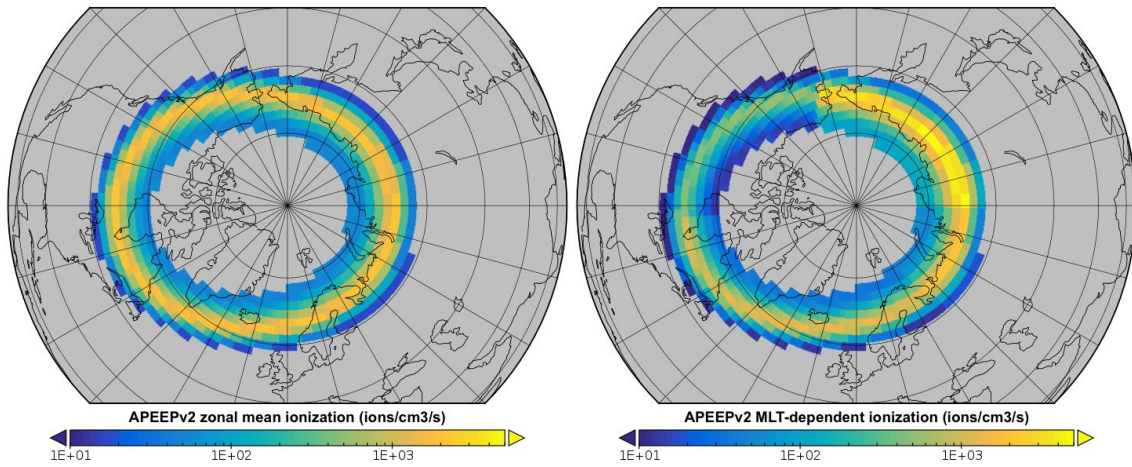 APEEPv2 zonal mean ionization (ions/cm3/s)
1E+01 1E+02 1E+03
APEEPv2 MLT-dependent ionization (ions/cm3/s)
1E+01 1E+02 1E+03